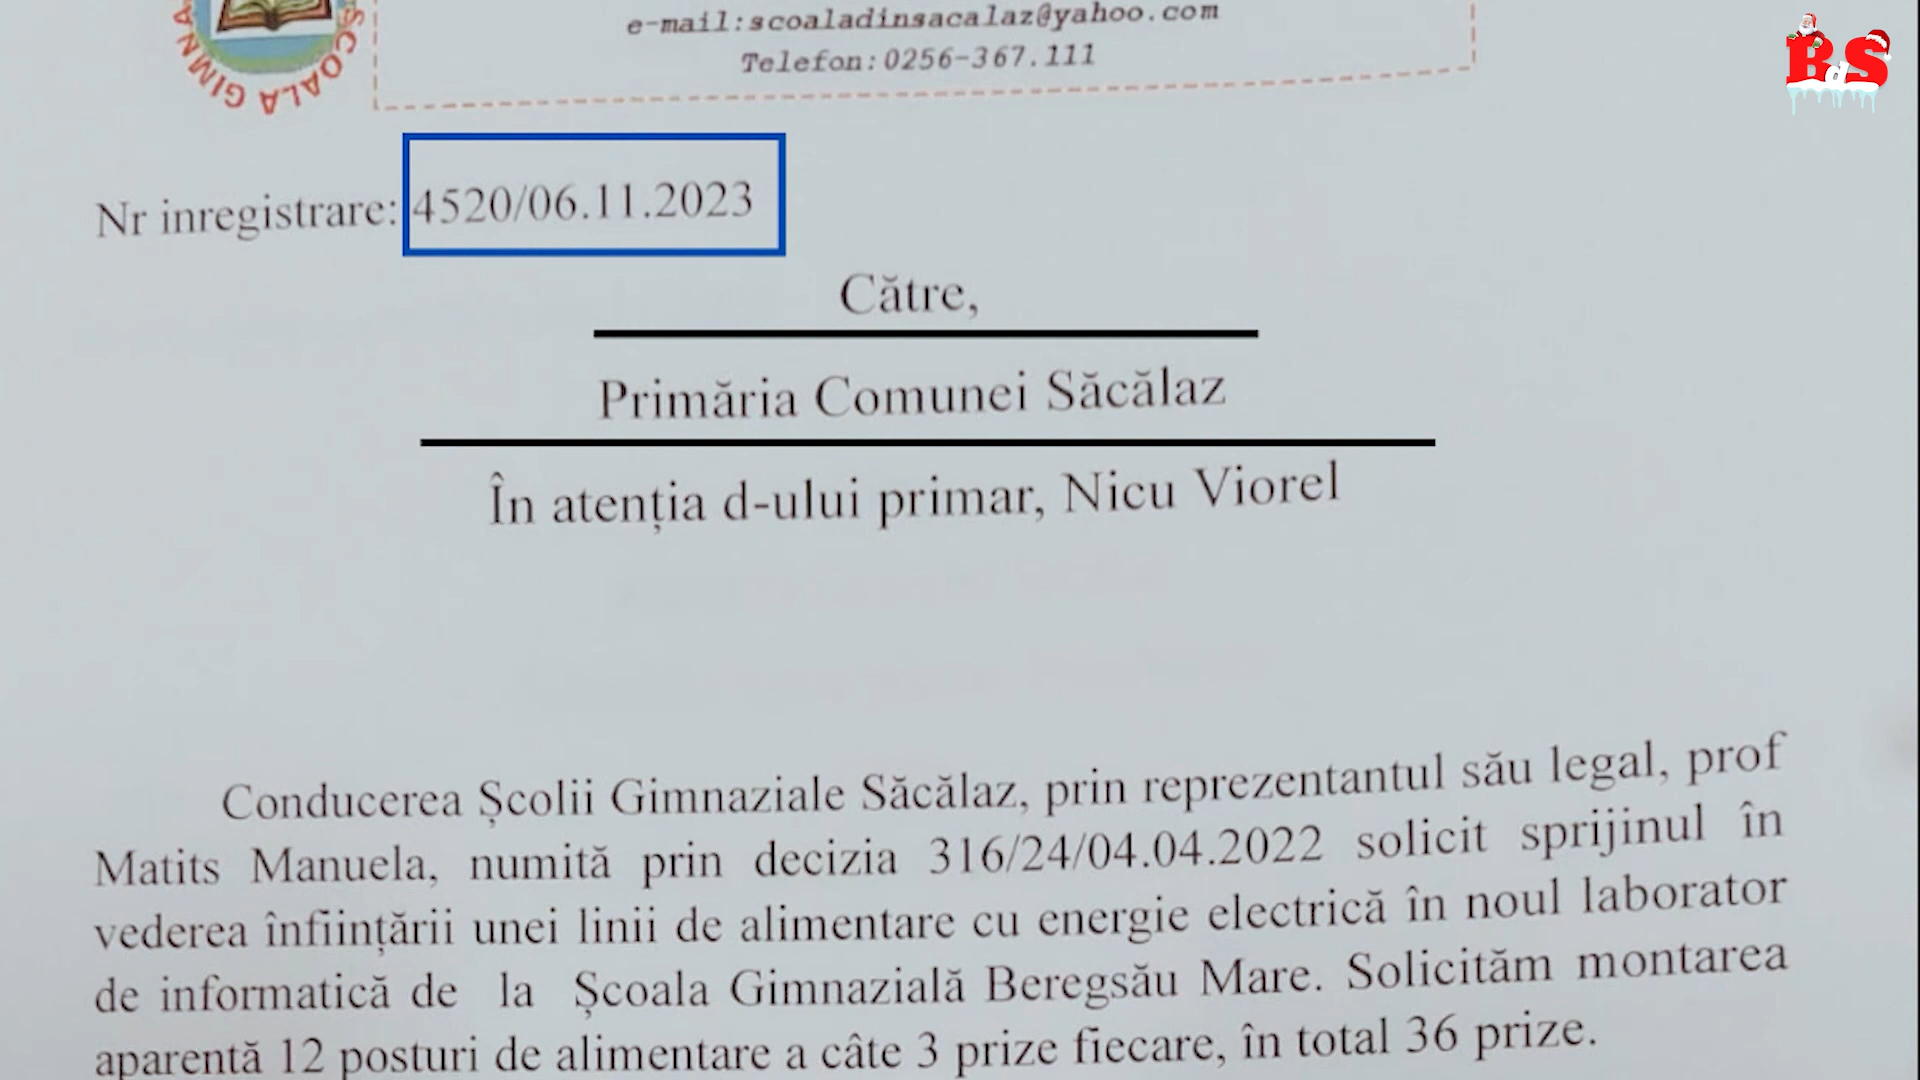 e-mail:scoaladinsacalaz@yahoo.com
Telefon:0256-367.111
ȘCOALA GIMNA
BdS
Nr inregistrare: 4520/06.11.2023
Către,
Primăria Comunei Săcălaz
În atenția d-ului primar, Nicu Viorel
Conducerea Școlii Gimnaziale Săcălaz, prin reprezentantul său legal, prof
Matits Manuela, numită prin decizia 316/24/04.04.2022 solicit sprijinul în
vederea înființării unei linii de alimentare cu energie electrică în noul laborator
de informatică de la Școala Gimnazială Beregsău Mare. Solicităm montarea
aparentă 12 posturi de alimentare a câte 3 prize fiecare, în total 36 prize.